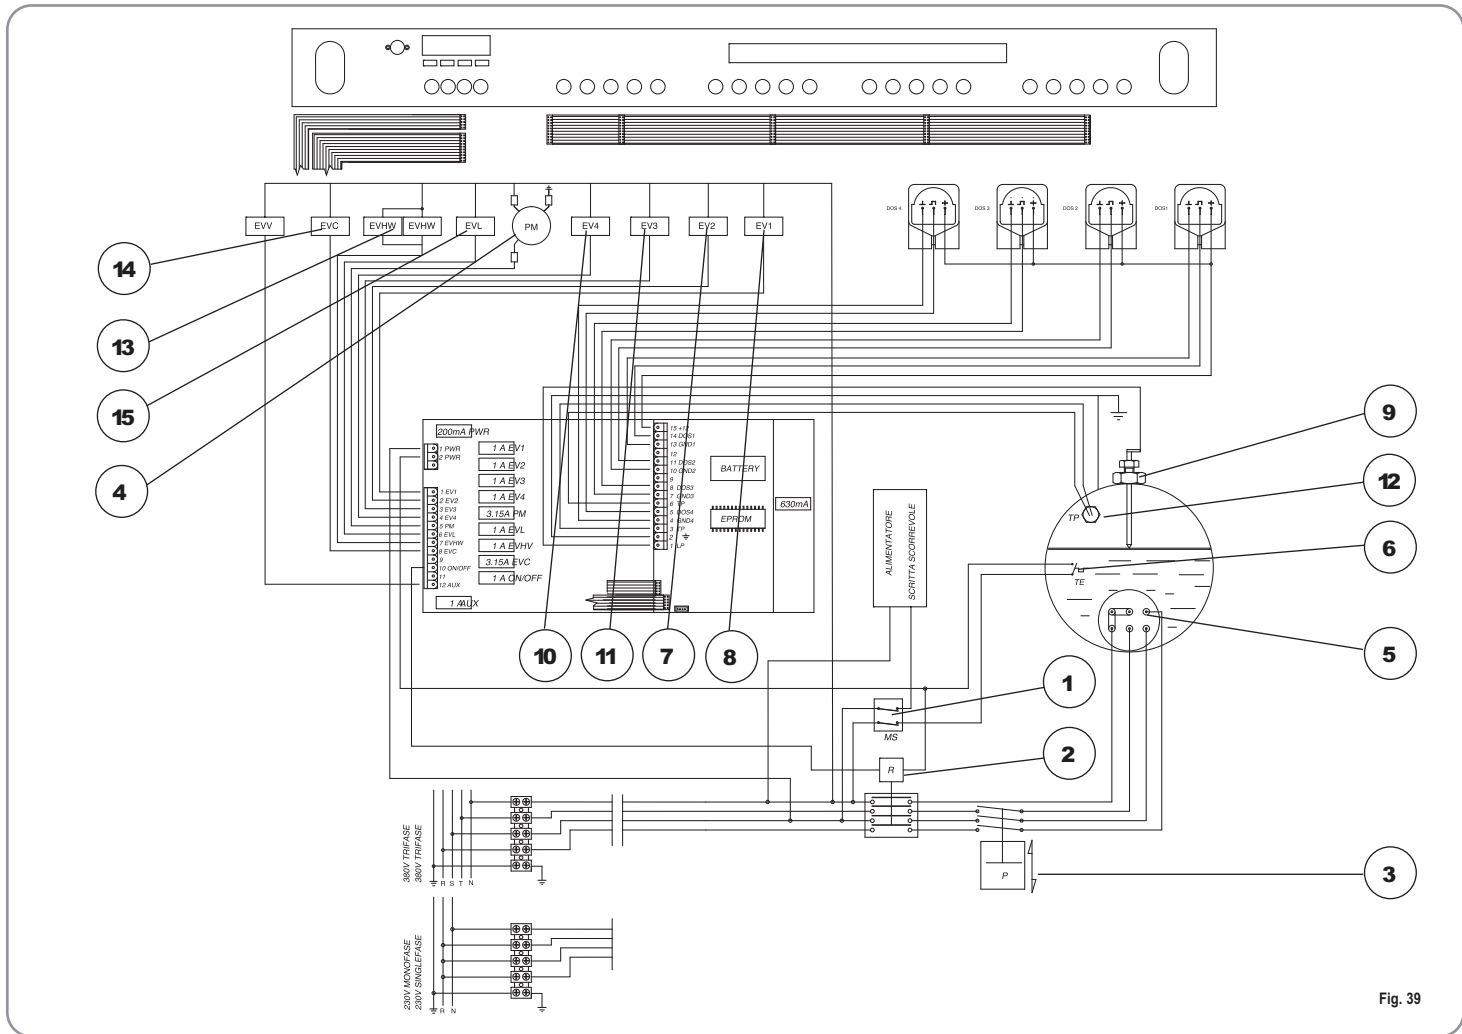 DOS 4
DOS 3
DOS 2
DOS1
EVV
EVC
EVHW
EVHW
EVL
PM
EV4
EV3
EV2
EV1
14
13
15
4
200mA PWR
1 PWR
2 PWR
1 A EV1
1 A EV2
1 A EV3
1 A EV4
3.15A PM
1 A EVL
1 A EVHV
3.15A EVC
1 A ON/OFF
1 A AUX
1 EV1
2 EV2
3 EV3
4 EV4
5 PM
6 EVL
7 EVHW
8 EVC
9
10 ON/OFF
11
12 AUX
15 +12
14 DOS1
13 GND1
12
11 DOS2
10 GND2
9
8 DOS3
7 GND3
6 TP
5 DOS4
4 GND4
3 TP
2
1 LP
BATTERY
EPROM
630mA
ALIMENTATORE
SCRITTA SCORREVOLE
TP
TE
9
12
6
5
10
11
7
8
1
MS
2
R
3
P
380V TRIFASE
380V TRIFASE
R S T N
230V MONOFASE
230V SINGLEFASE
R N
Fig. 39